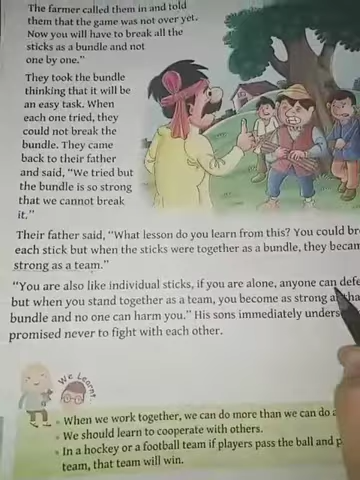 The farmer called them in and told
them that the game was not over yet.
Now you will have to break all the
sticks as a bundle and not
one by one."
They took the bundle
thinking that it will be
an easy task. When
each one tried, they
could not break the
bundle. They came
back to their father
and said, "We tried but
the bundle is so strong
that we cannot break
it."
Their father said, "What lesson do you learn from this? You could
each stick but when the sticks were together as a bundle, they
strong as a team."
"You are also like individual sticks, if you are alone, anyone can
but when you stand together as a team, you become as strong
bundle and no one can harm you." His sons immediately
promised never to fight with each other.
We Learnt
• When we work together, we can do more than we can do
• We should learn to cooperate with others.
• In a hockey or a football team if players pass the ball and
team, that team will win.